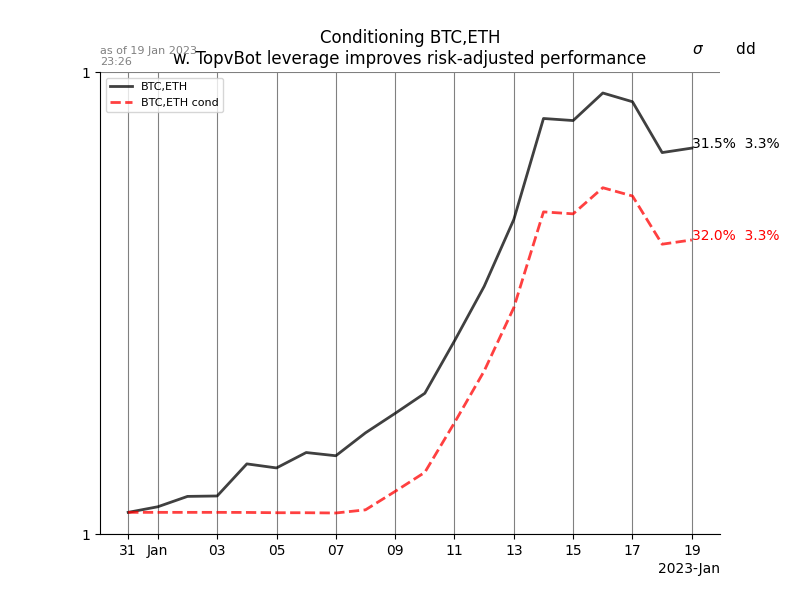 Conditioning BTC,ETH
w. TopvBot leverage improves risk-adjusted performance
as of 19 Jan 2023
23:26
σ dd
1
BTC,ETH
BTC,ETH cond
31.5% 3.3%
32.0% 3.3%
1
31 Jan 03 05 07 09 11 13 15 17 19
2023-Jan